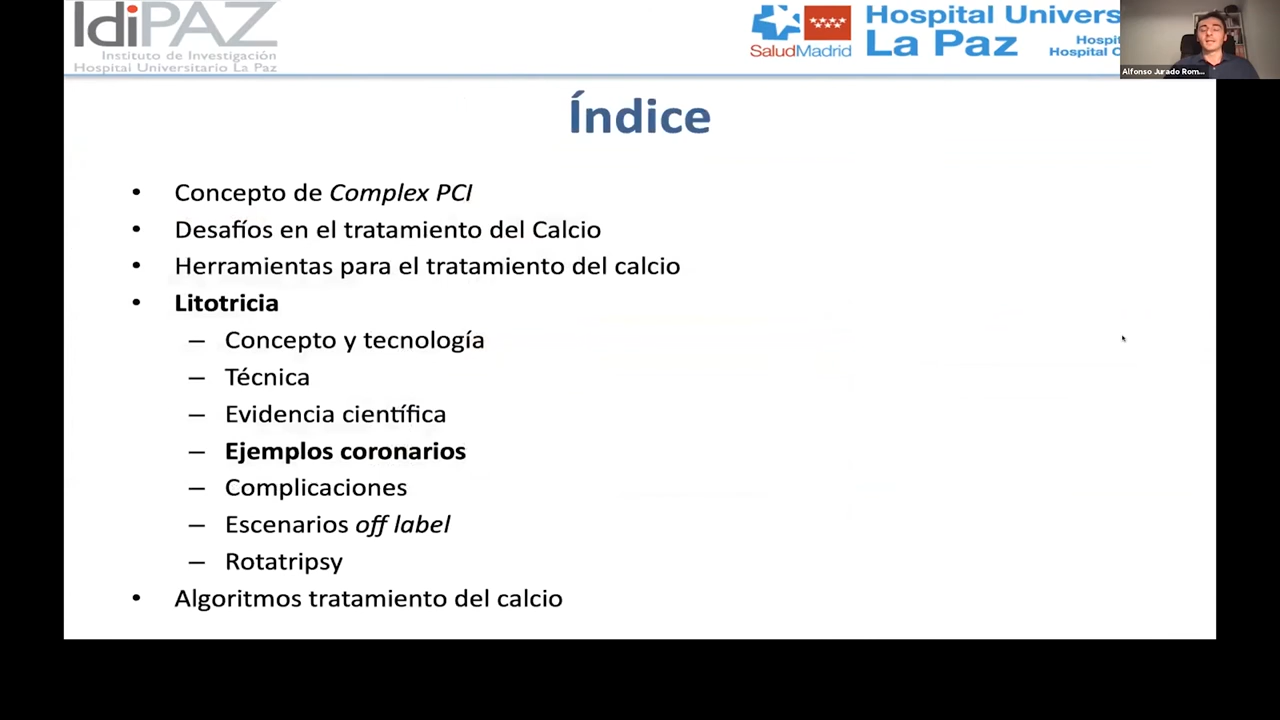 IdiPAZ
Instituto de Investigación
Hospital Universitario La Paz
SaludMadrid
Hospital Univers
La Paz
Hospit
Hospital C
Alfonso Jurado Rom...
Índice
• Concepto de Complex PCI
• Desafíos en el tratamiento del Calcio
• Herramientas para el tratamiento del calcio
• Litotricia
– Concepto y tecnología
– Técnica
– Evidencia científica
– Ejemplos coronarios
– Complicaciones
– Escenarios off label
– Rotatripsy
• Algoritmos tratamiento del calcio